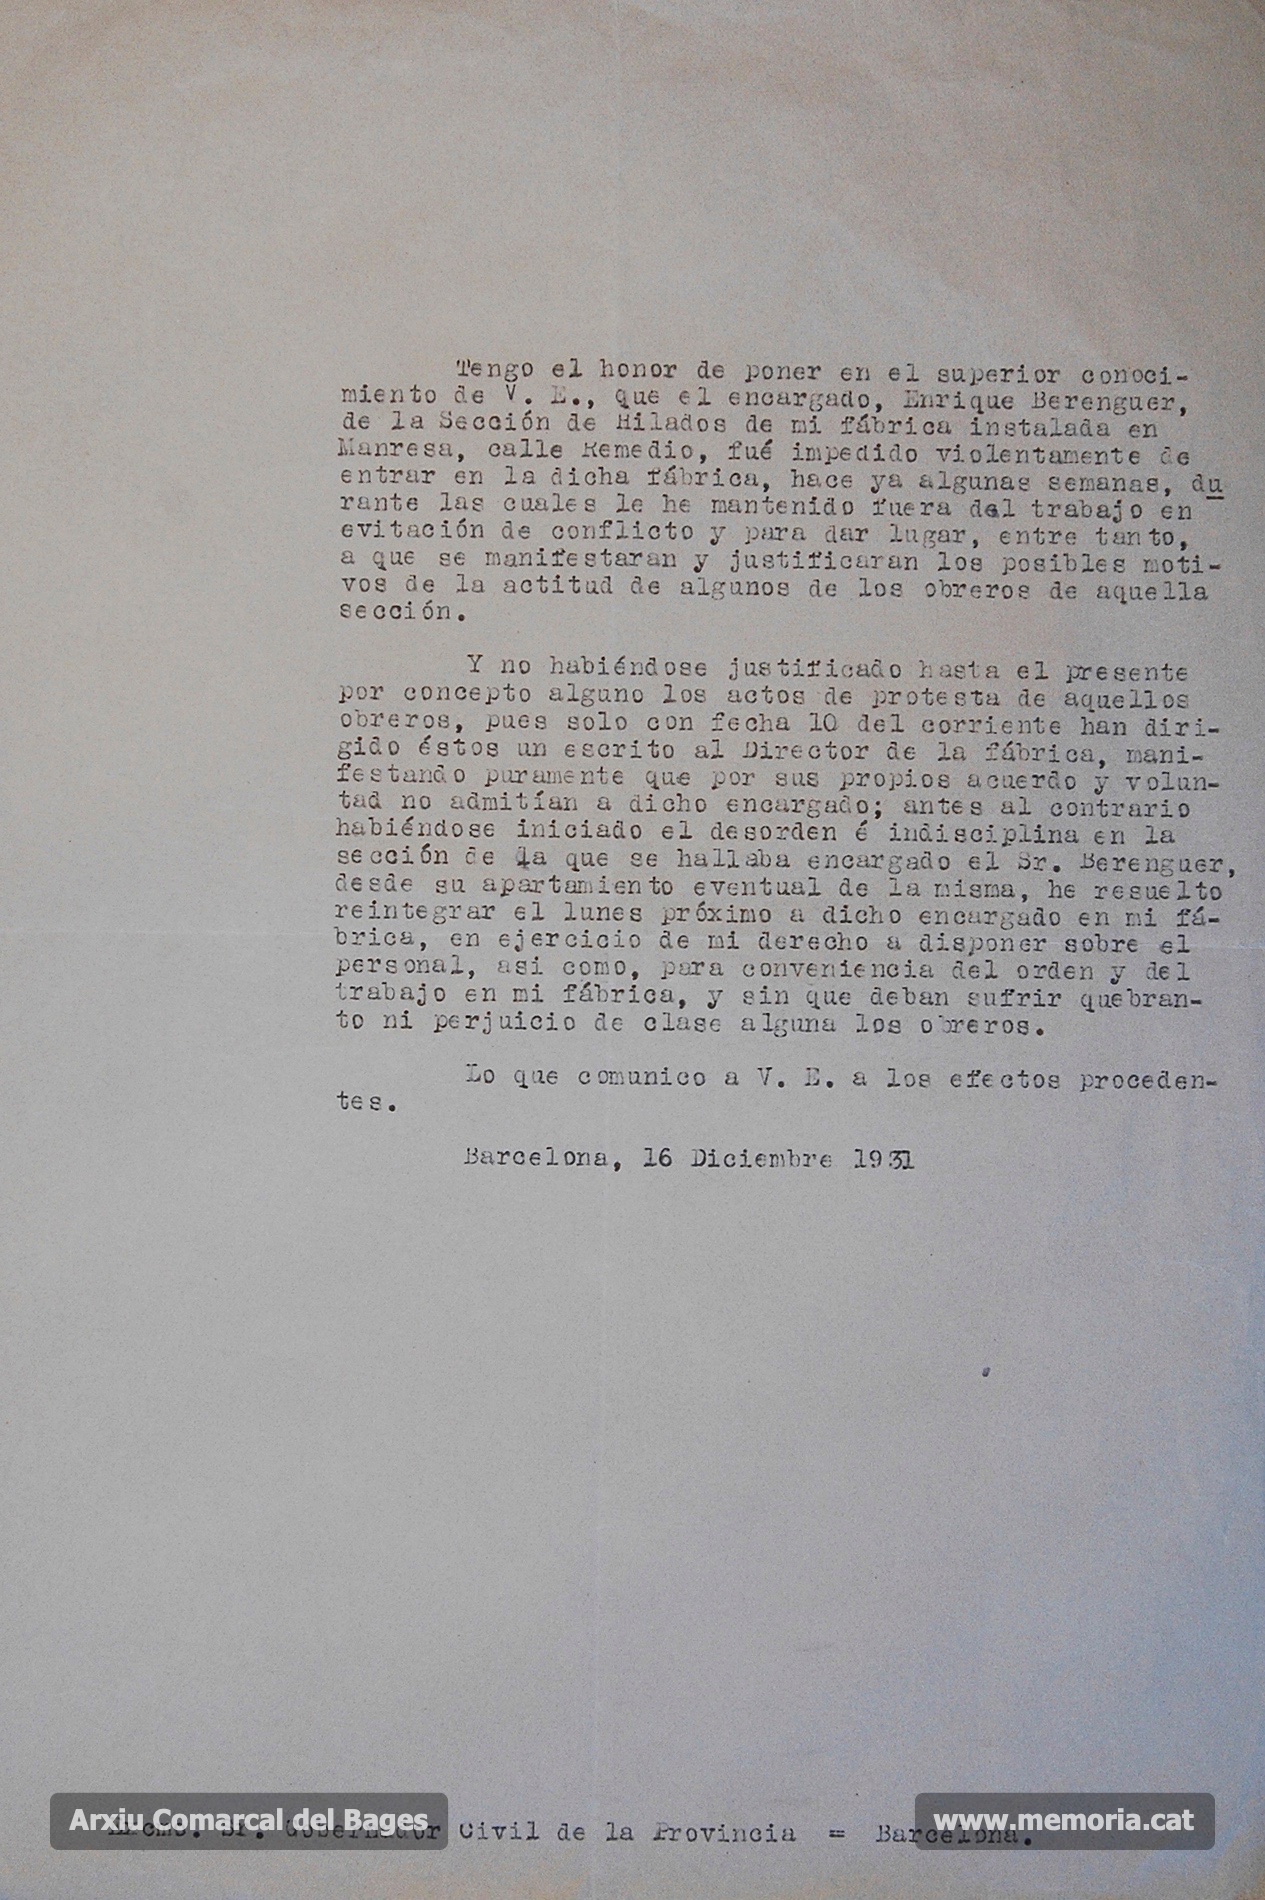 Tengo el honor de poner en el superior conoci-
miento de V. E., que el encargado, Enrique Berenguer,
de la Sección de Hilados de mi fábrica instalada en
Manresa, calle Remedio, fué impedido violentamente de
entrar en la dicha fábrica, hace ya algunas semanas, du
rante las cuales le he mantenido fuera del trabajo en
evitación de conflicto y para dar lugar, entre tanto,
a que se manifestaran y justificaran los posibles moti-
vos de la actitud de algunos de los obreros de aquella
sección.
Y no habiéndose justificado hasta el presente
por concepto alguno los actos de protesta de aquellos
obreros, pues solo con fecha 10 del corriente han diri-
gido éstos un escrito al Director de la fábrica, mani-
festando puramente que por sus propios acuerdo y volun-
tad no admitían a dicho encargado; antes al contrario
habiéndose iniciado el desorden é indisciplina en la
sección de la que se hallaba encargado el Sr. Berenguer,
desde su apartamiento eventual de la misma, he resuelto
reintegrar el lunes próximo a dicho encargado en mi fá-
brica, en ejercicio de mi derecho a disponer sobre el
personal, asi como, para conveniencia del orden y del
trabajo en mi fábrica, y sin que deban sufrir quebran-
to ni perjuicio de clase alguna los obreros.
Lo que comunico a V. E. a los efectos proceden-
tes.
Barcelona, 16 Diciembre 1931
Arxiu Comarcal del Bages
www.memoria.cat
Excmo. Sr. Gobernador Civil de la Provincia = Barcelona.